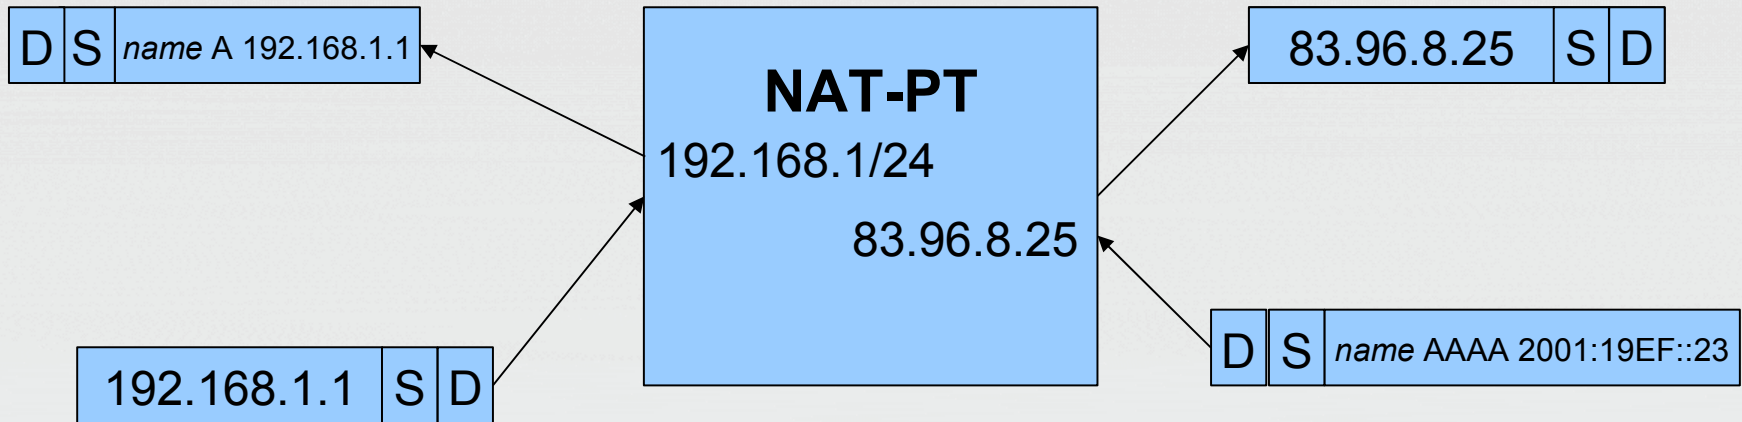 D S name A 192.168.1.1
NAT-PT
192.168.1/24
83.96.8.25
83.96.8.25 S D
192.168.1.1 S D
D S name AAAA 2001:19EF::23